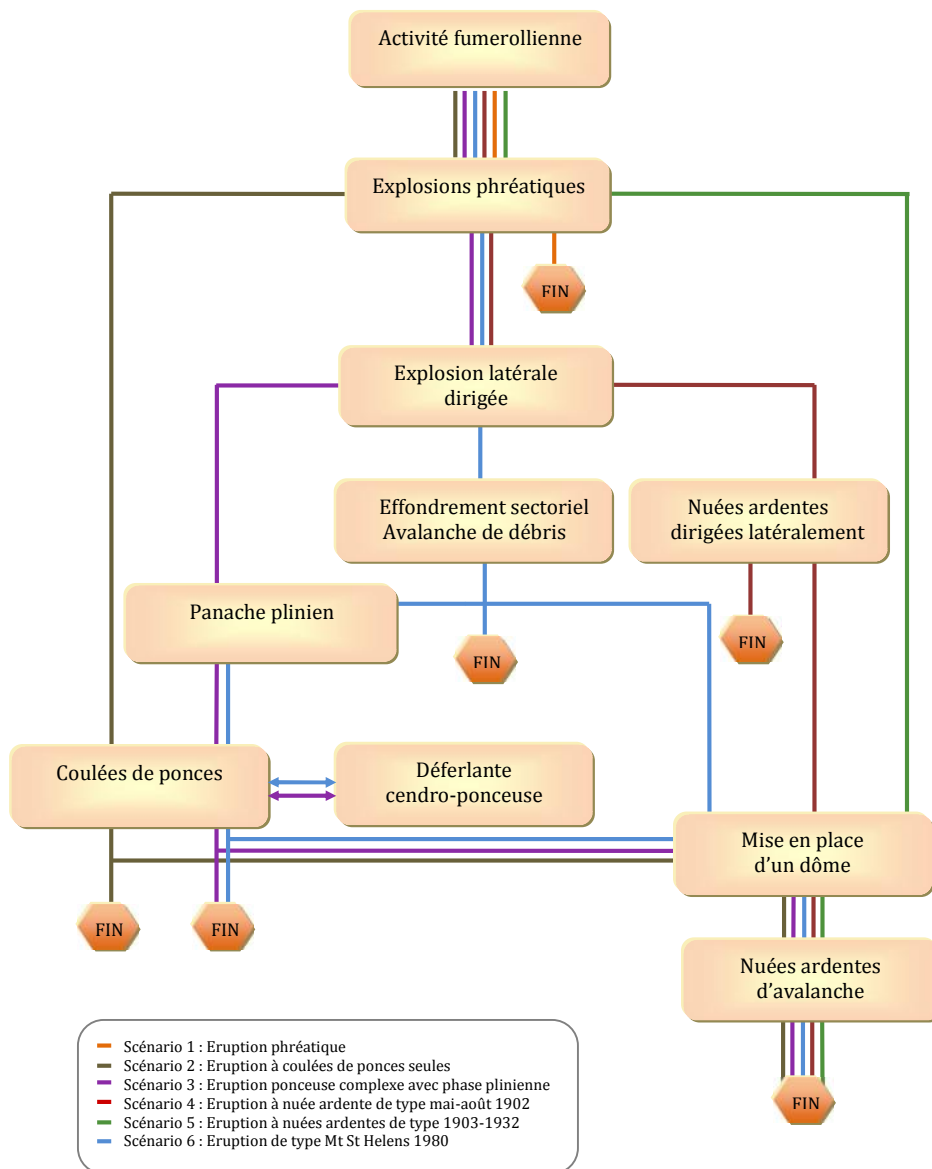 Activité fumerollienne
Explosions phréatiques
FIN
Explosion latérale
dirigée
Effondrement sectoriel
Avalanche de débris
Nuées ardentes
dirigées latéralement
Panache plinien
FIN
FIN
Coulées de ponces
Déferlante
cendro-ponceuse
Mise en place
d'un dôme
FIN
FIN
Nuées ardentes
d'avalanche
FIN
Scénario 1 : Eruption phréatique
Scénario 2 : Eruption à coulées de ponces seules
Scénario 3 : Eruption ponceuse complexe avec phase plinienne
Scénario 4 : Eruption à nuée ardente de type mai-août 1902
Scénario 5 : Eruption à nuées ardentes de type 1903-1932
Scénario 6 : Eruption de type Mt St Helens 1980